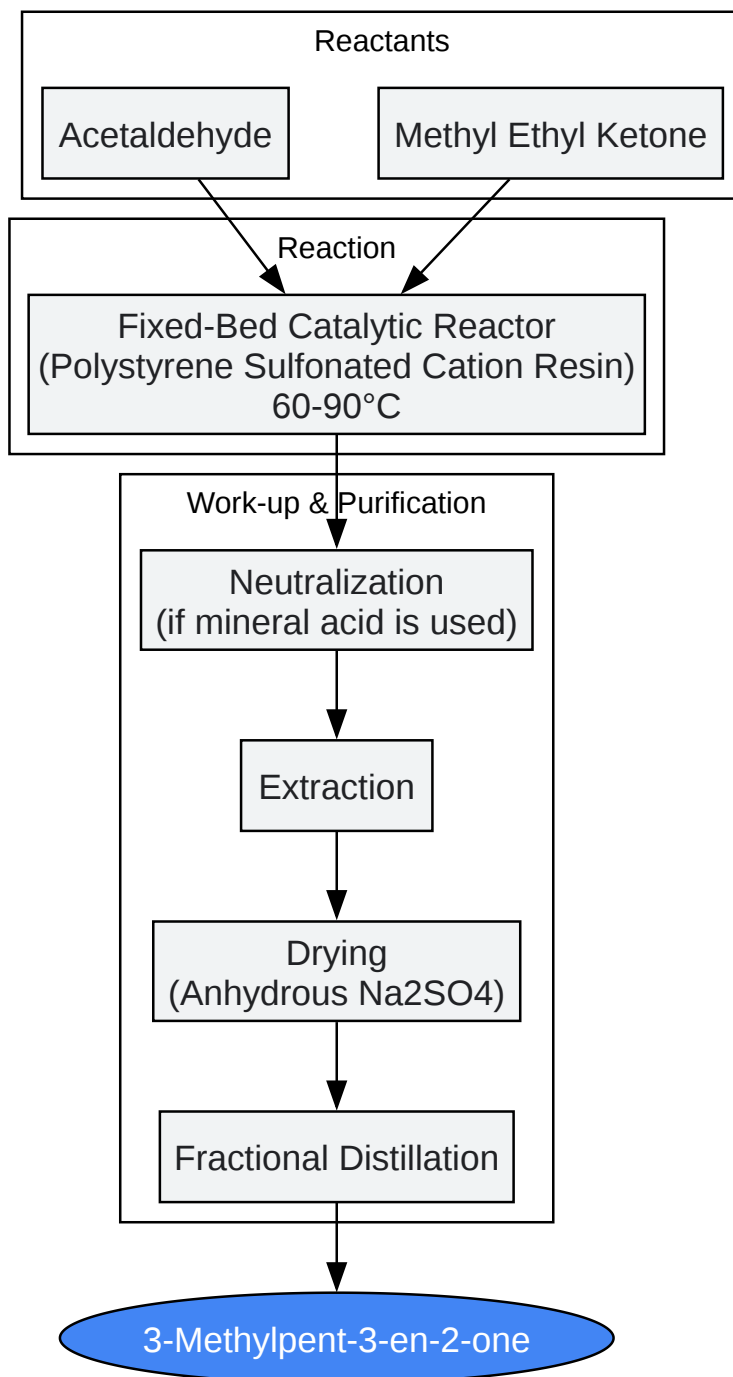 Reactants
Acetaldehyde
Methyl Ethyl Ketone
Reaction
Fixed-Bed Catalytic Reactor
(Polystyrene Sulfonated Cation Resin)
60-90°C
Work-up & Purification
Neutralization
(if mineral acid is used)
Extraction
Drying
(Anhydrous Na2SO4)
Fractional Distillation
3-Methylpent-3-en-2-one